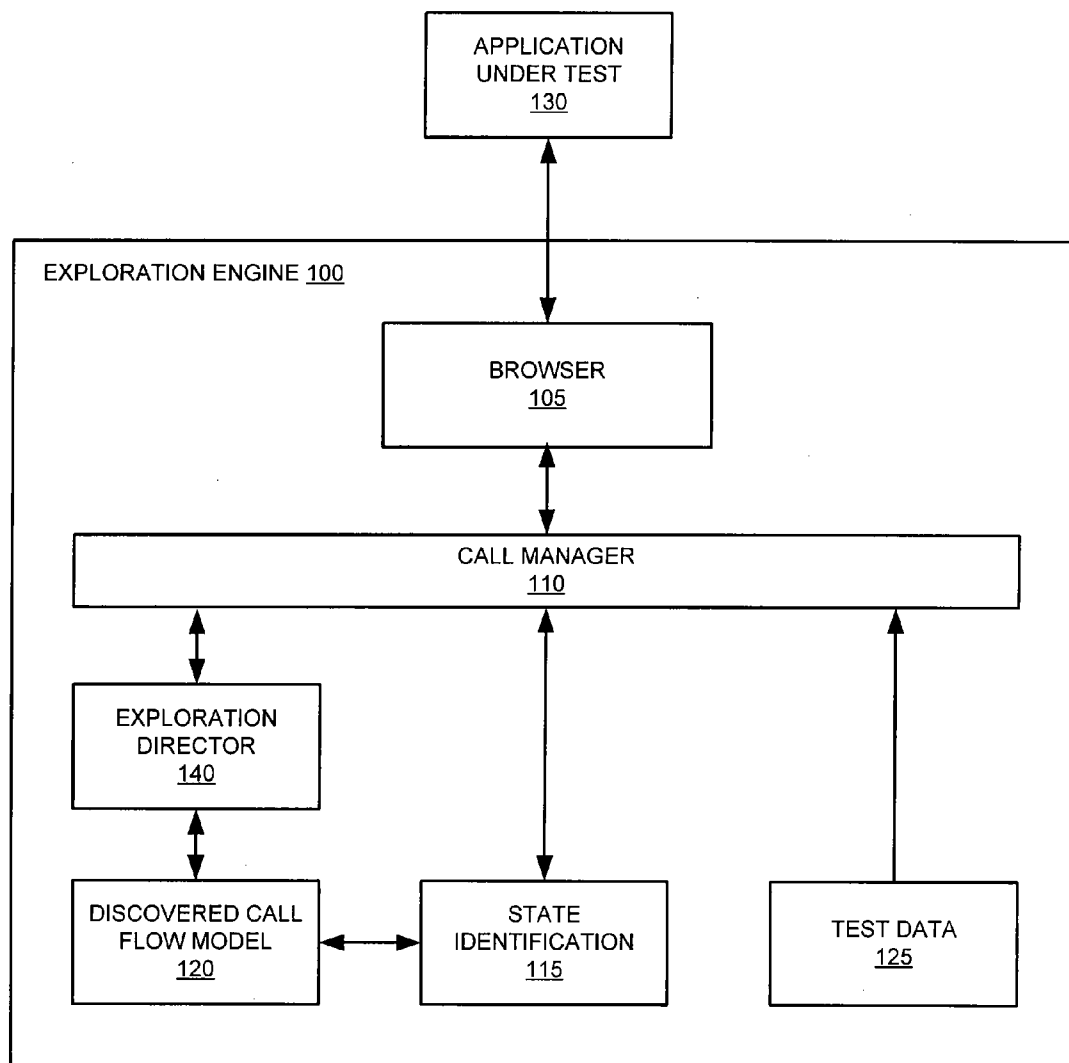 APPLICATION
UNDER TEST
130
EXPLORATION ENGINE 100
BROWSER
105
CALL MANAGER
110
EXPLORATION
DIRECTOR
140
DISCOVERED CALL
FLOW MODEL
120
STATE
IDENTIFICATION
115
TEST DATA
125